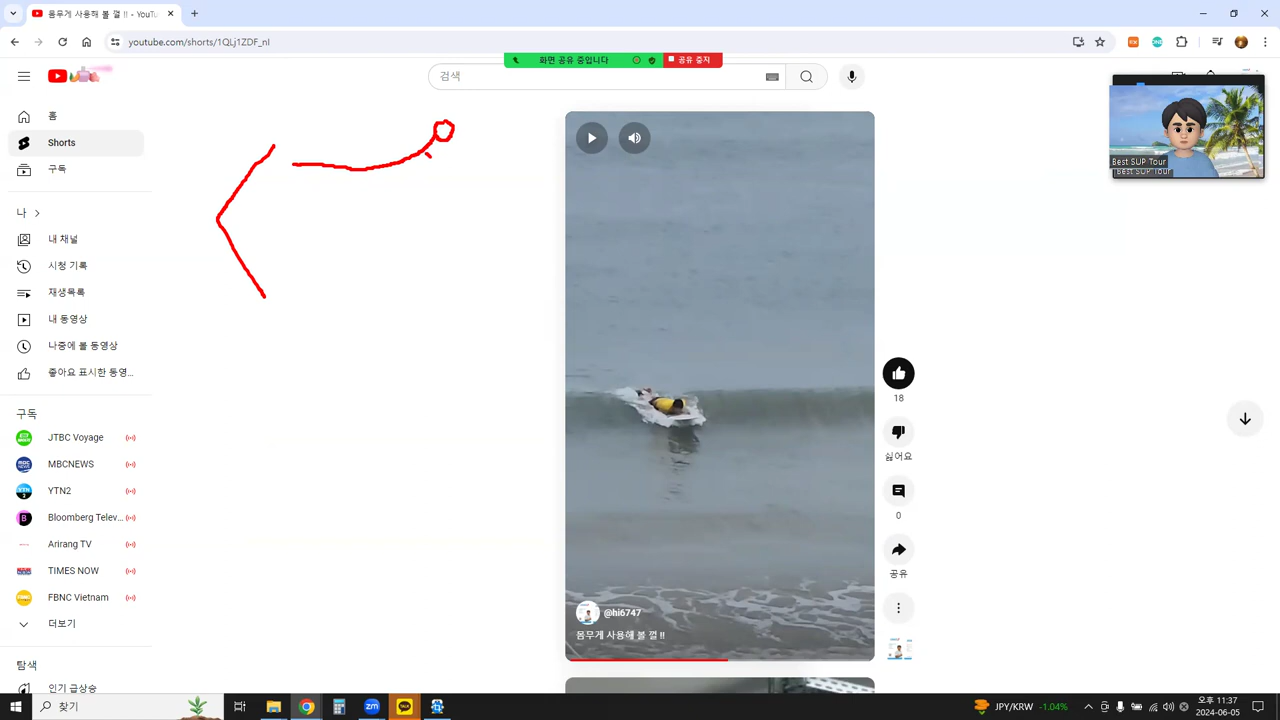 몸무게 사용해 볼 껄 !! - YouTu
youtube.com/shorts/1QLj1ZDF_nI
화면 공유 중입니다
공유 중지
검색
홈
Shorts
구독
나
내 채널
시청 기록
재생목록
내 동영상
나중에 볼 동영상
좋아요 표시한 동영...
구독
JTBC Voyage
MBCNEWS
YTN2
Bloomberg Telev...
Arirang TV
TIMES NOW
FBNC Vietnam
더보기
탐색
인기 급상승
Best SUP Tour
Best SUP Tour
18
싫어요
0
공유
@hi6747
몸무게 사용해 볼 껄 !!
찾기
JPY/KRW -1.04%
오후 11:37
2024-06-05